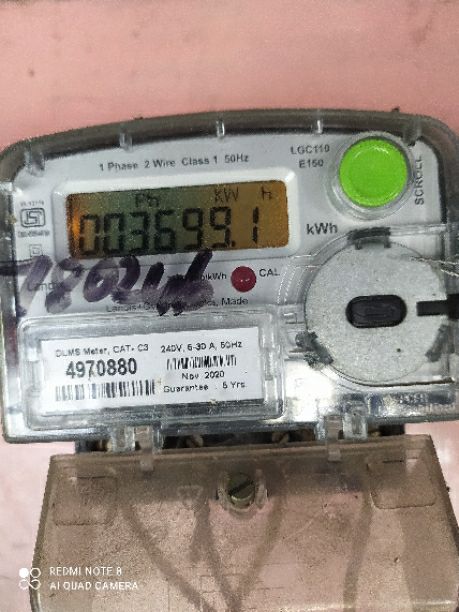 LGC110
E150
1 Phase 2 Wire Class 1 50Hz
SCROLL
Ph KW H
003699.1
kWh
CAL
DLMS Meter, CAT- C3 240V, 5-30 A, 50Hz
4970880
Nov 2020
Guarantee : 5 Yrs.
REDMI NOTE 8
AI QUAD CAMERA